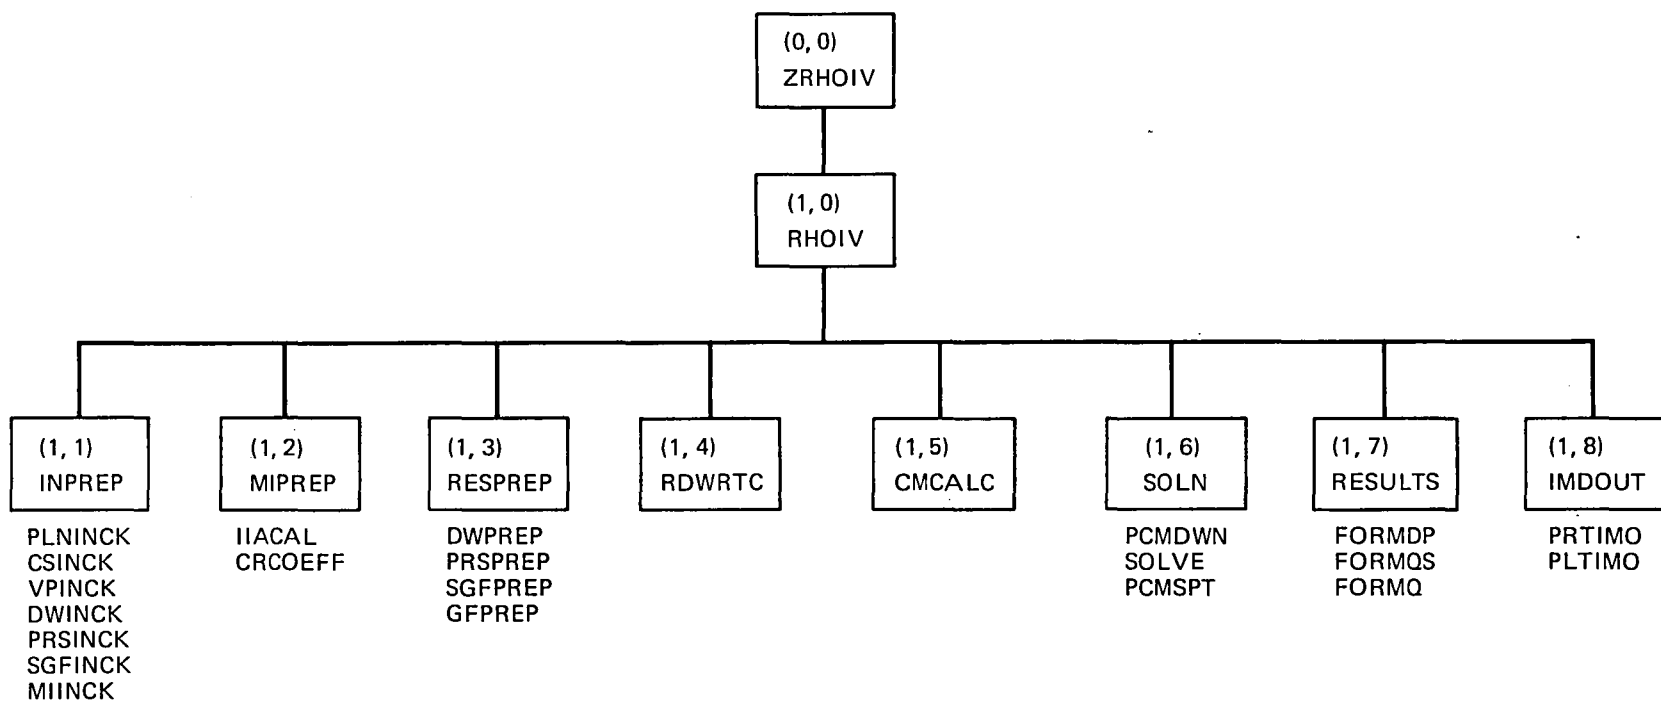 (0, 0)
ZRHOIV
(1, 0)
RHOIV
(1, 1)
INPREP
PLNINCK
CSINCK
VPINCK
DWINCK
PRSINCK
SGFINCK
MIINCK
(1, 2)
MIPREP
IIACAL
CRCOEFF
(1, 3)
RESPREP
DWPREP
PRSPREP
SGFPREP
GFPREP
(1, 4)
RDWRTC
(1, 5)
CMCALC
(1, 6)
SOLN
PCMDWN
SOLVE
PCMSPT
(1, 7)
RESULTS
FORMDP
FORMQS
FORMQ
(1, 8)
IMDOUT
PRTIMO
PLTIMO